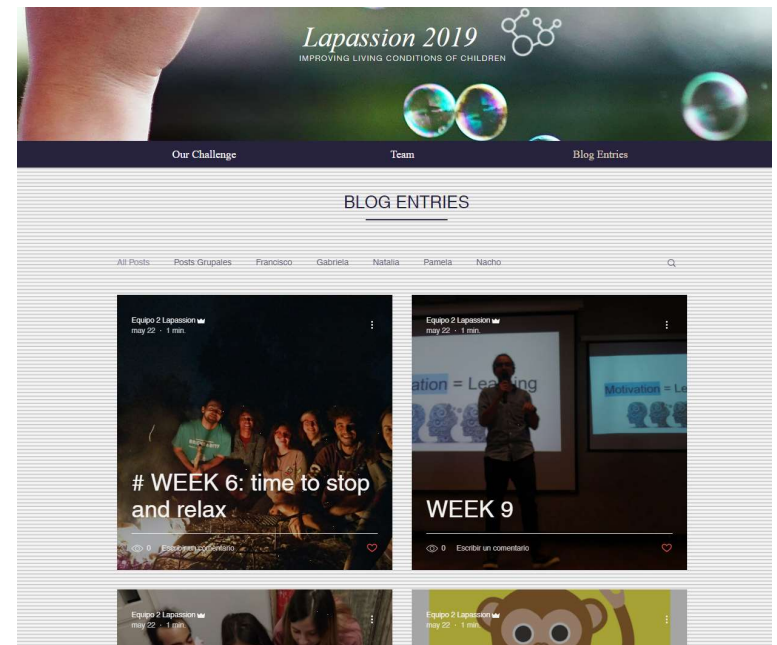 Lapassion 2019
IMPROVING LIVING CONDITIONS OF CHILDREN
Our Challenge Team Blog Entries
BLOG ENTRIES
All Posts Posts Grupales Francisco Gabriela Natalia Pamela Nacho
Equipo 2 Lapassion
may 22 · 1 min.
# WEEK 6: time to stop
and relax
0 Escribir un comentario
Equipo 2 Lapassion
may 22 · 1 min.
ation = Learning
Motivation = Le
WEEK 9
0 Escribir un comentario
Equipo 2 Lapassion
may 22 · 1 min.
Equipo 2 Lapassion
may 22 · 1 min.